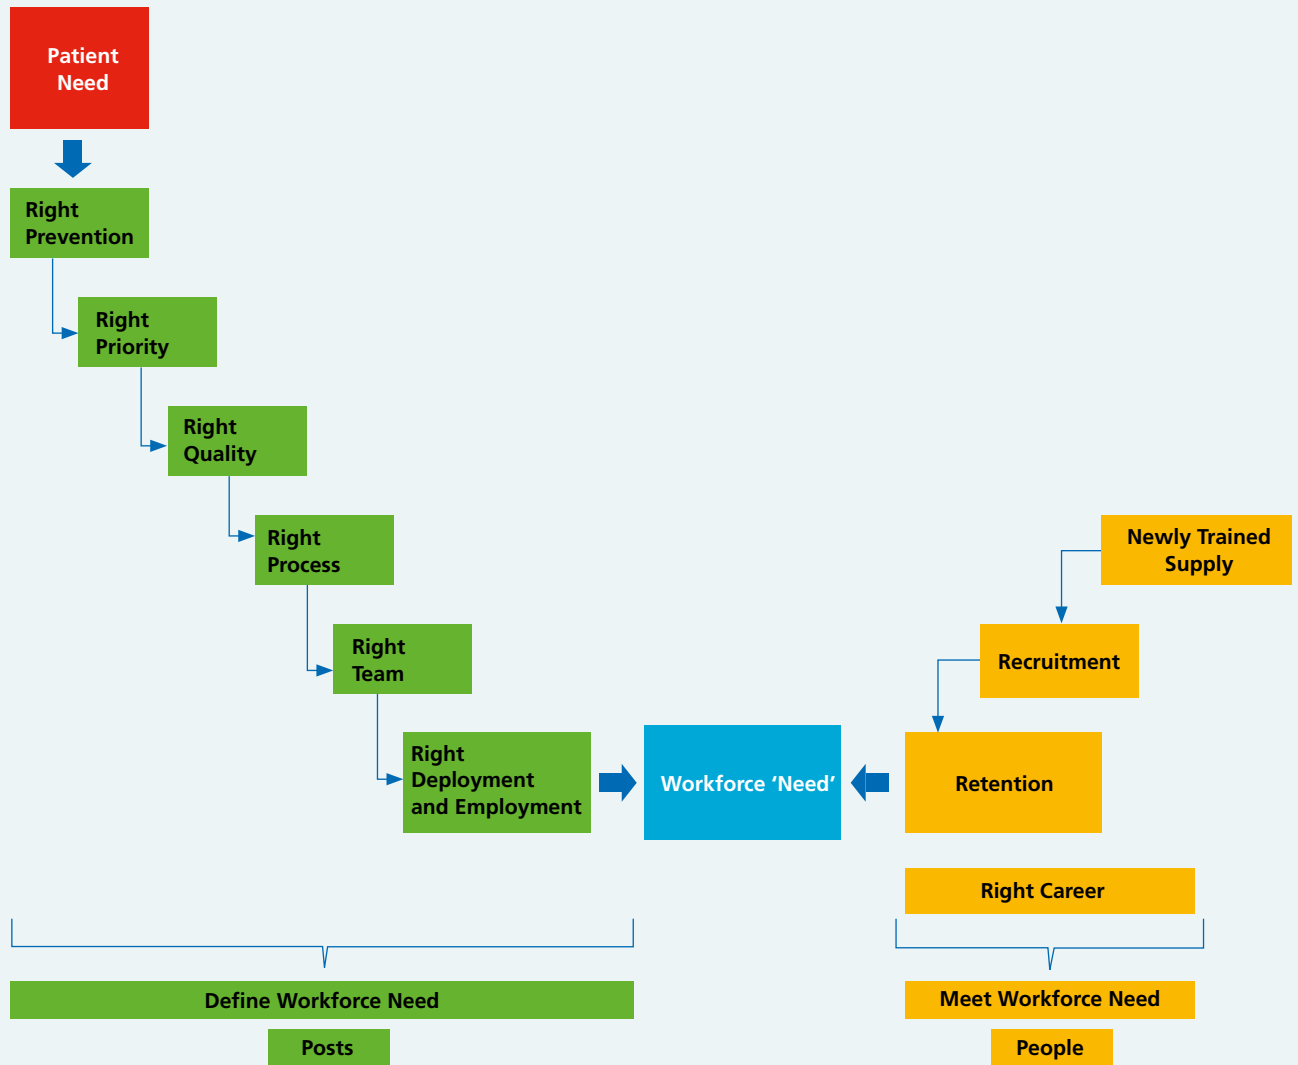 Patient
Need
Right
Prevention
Right
Priority
Right
Quality
Right
Process
Right
Team
Right
Deployment
and Employment
Workforce ‘Need’
Newly Trained
Supply
Recruitment
Retention
Right Career
Define Workforce Need
Posts
Meet Workforce Need
People